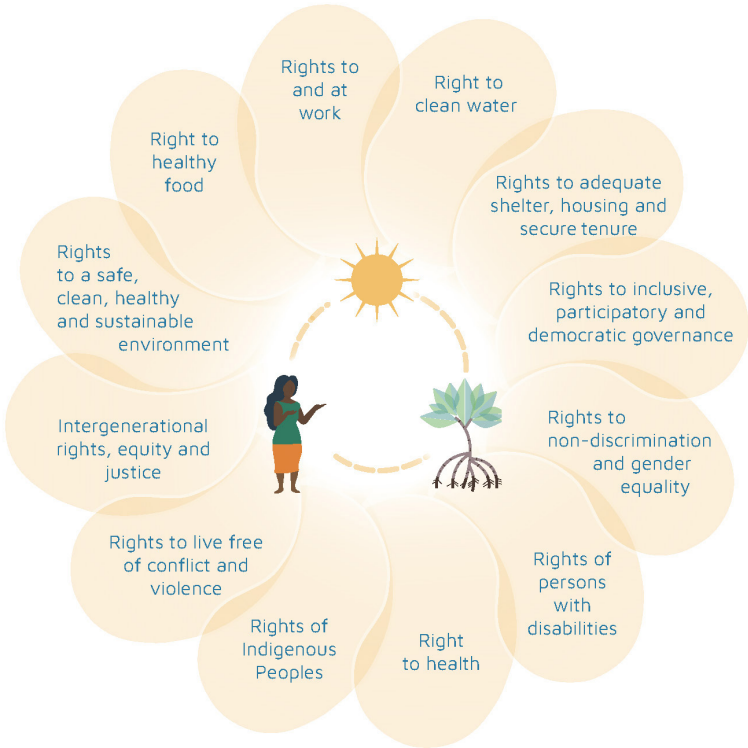 Rights to
and at
work
Right to
clean water
Rights to adequate
shelter, housing and
secure tenure
Rights to inclusive,
participatory and
democratic governance
Rights to
non-discrimination
and gender
equality
Rights of
persons
with
disabilities
Right
to health
Rights of
Indigenous
Peoples
Rights to live free
of conflict and
violence
Intergenerational
rights, equity and
justice
Rights
to a safe,
clean, healthy
and sustainable
environment
Right to
healthy
food